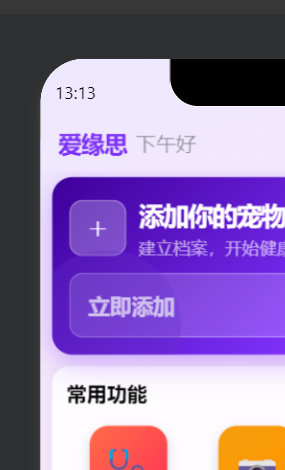 13:13
爱缘思 下午好
添加你的宠物
建立档案，开始健康
立即添加
常用功能